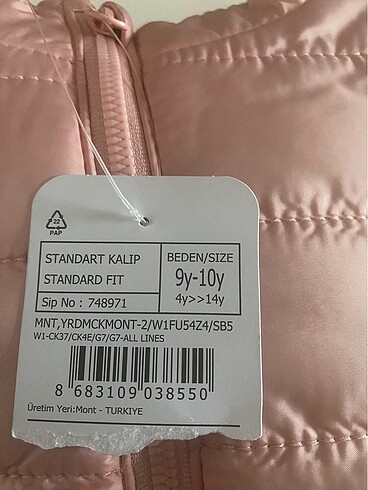 22
PAP
STANDART KALIP
STANDARD FIT
Sip No : 748971
BEDEN/SIZE
9y-10y
4y>>14y
MNT,YRDMCKMONT-2/W1FU54Z4/SB5
W1-CK37/CK4E/G7/G7-ALL LINES
8 683109 038550
Üretim Yeri:Mont - TURKIYE